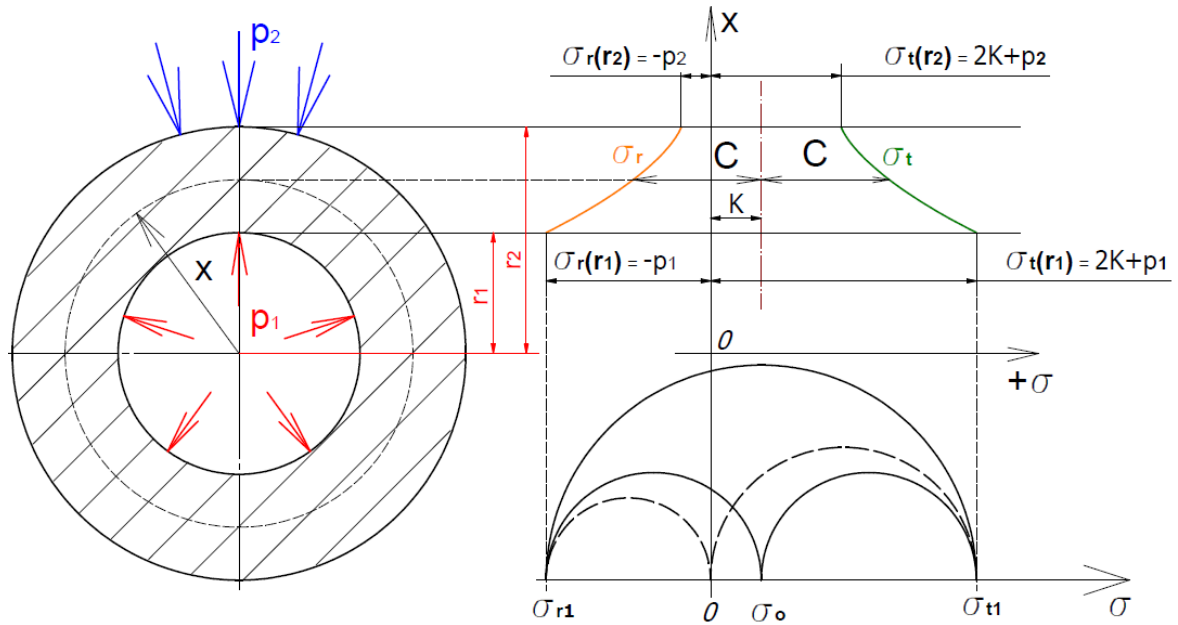 p2
x
σr(r2) = -p2
σt(r2) = 2K+p2
σr
C
C
σt
K
x
r1
r2
σr(r1) = -p1
σt(r1) = 2K+p1
p1
0
+σ
σr1
0
σo
σt1
σ